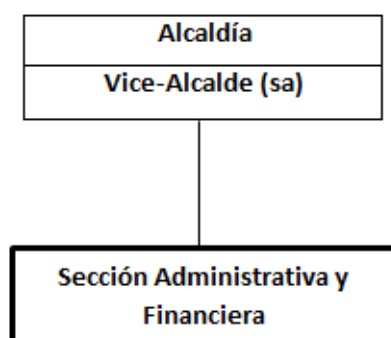 Alcaldía
Vice-Alcalde (sa)
Sección Administrativa y
Financiera